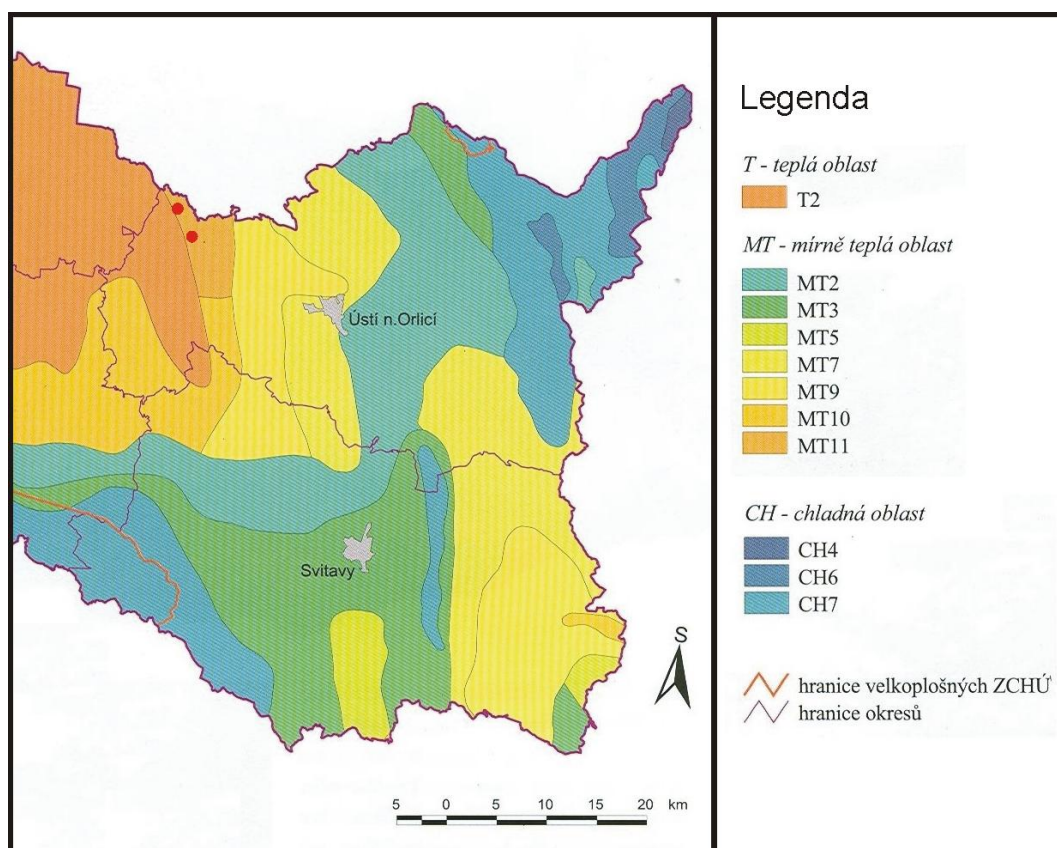 Ústí n.Orlicí
Svitavy
S
5 0 5 10 15 20 km
Legenda
T - teplá oblast
T2
MT - mírně teplá oblast
MT2
MT3
MT5
MT7
MT9
MT10
MT11
CH - chladná oblast
CH4
CH6
CH7
hranice velkoplošných ZCHÚ
hranice okresů